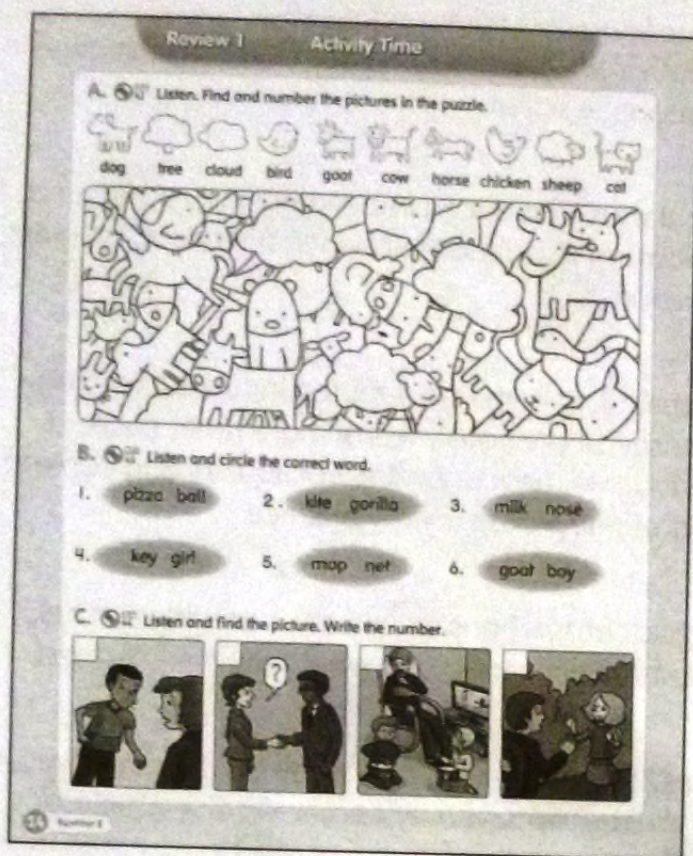 Review 1 Activity Time
A. Listen. Find and number the pictures in the puzzle.
dog tree cloud bird goat cow horse chicken sheep cat
B. Listen and circle the correct word.
1. pizza ball 2. kite gorilla 3. milk nose
4. key girl 5. map net 6. goat boy
C. Listen and find the picture. Write the number.
?